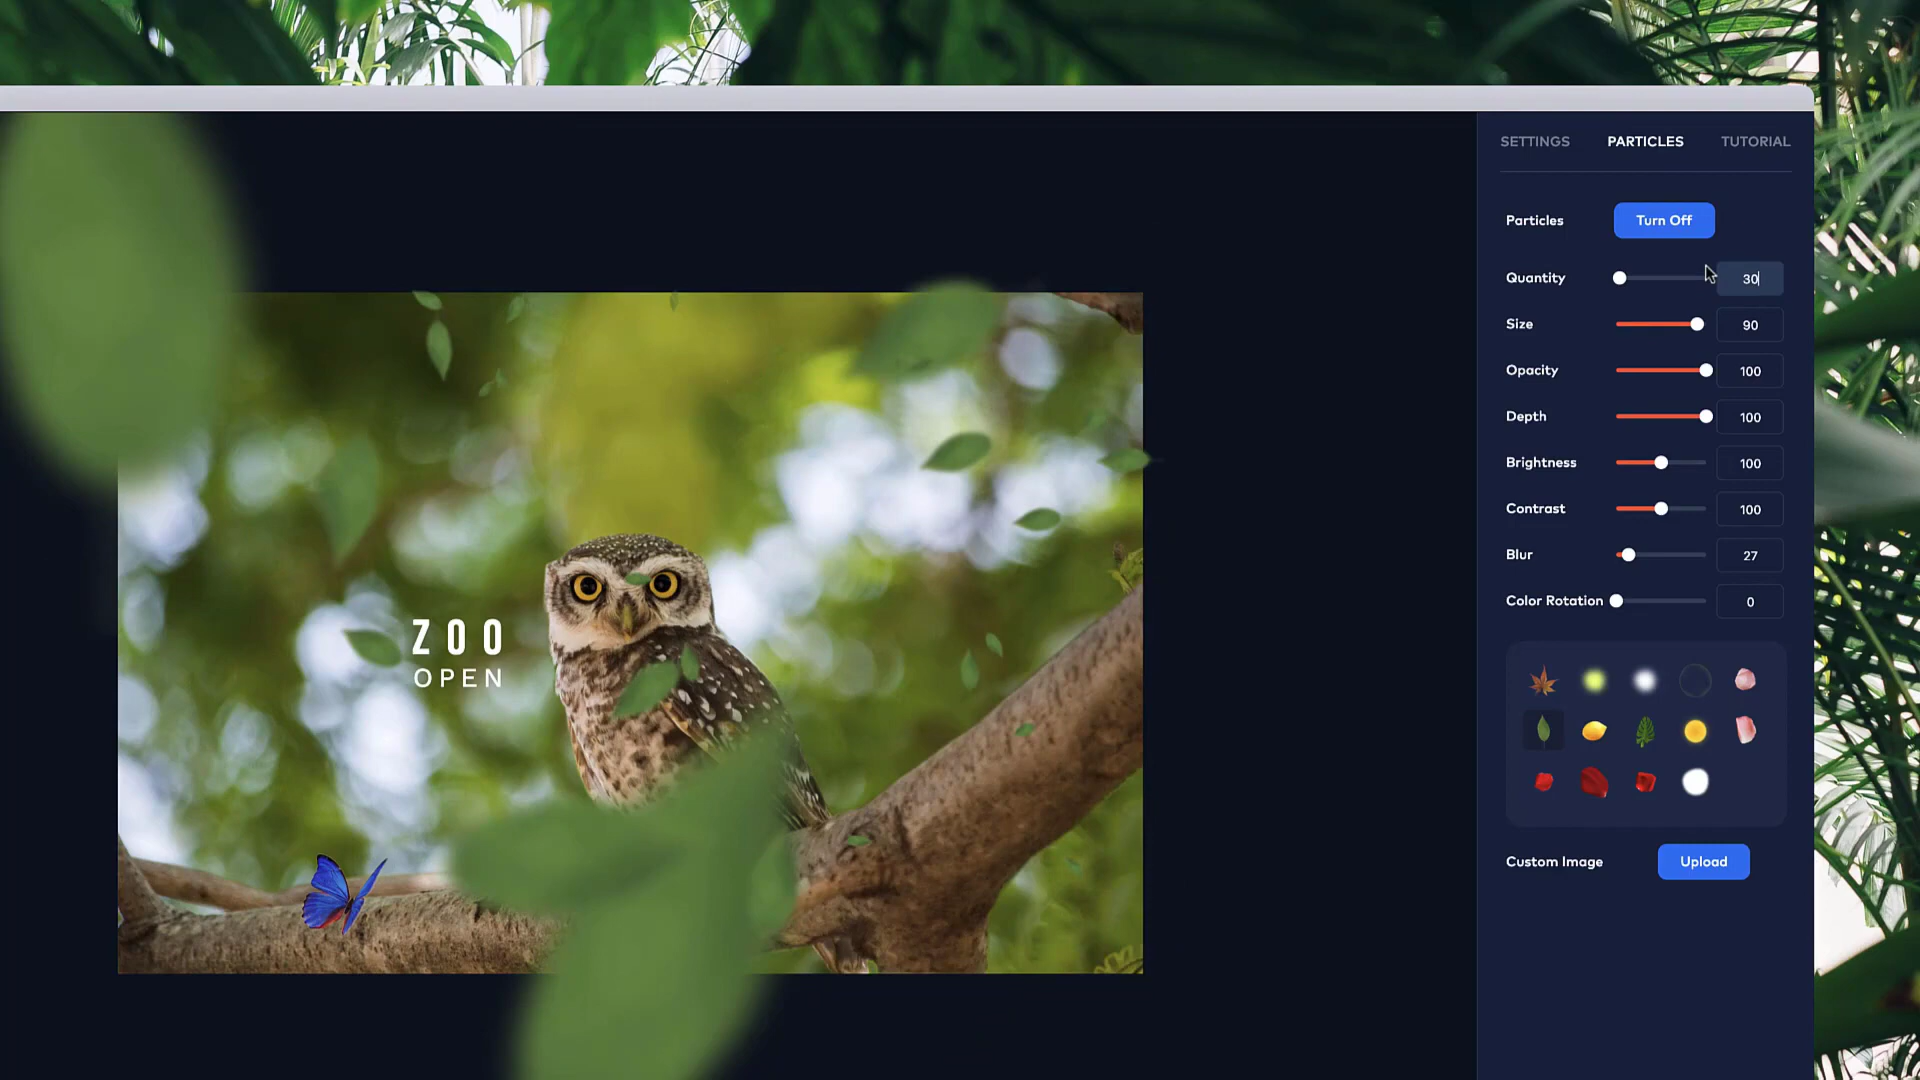 SETTINGS PARTICLES TUTORIAL
Particles Turn Off
Quantity 30
Size 90
Opacity 100
Depth 100
Brightness 100
Contrast 100
Blur 27
Color Rotation 0
Custom Image Upload
ZOO
OPEN